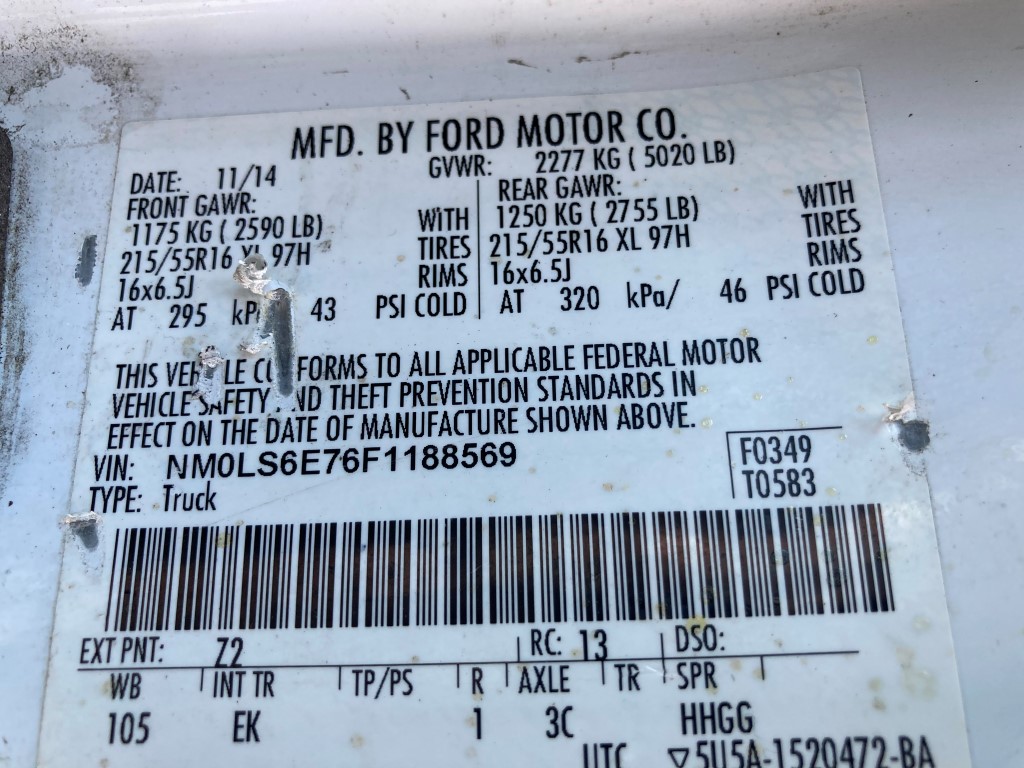 MFD. BY FORD MOTOR CO.
DATE: 11/14 GVWR: 2277 KG ( 5020 LB)
FRONT GAWR: REAR GAWR:
1175 KG ( 2590 LB) WITH 1250 KG ( 2755 LB) WITH
215/55R16 XL 97H TIRES 215/55R16 XL 97H TIRES
16x6.5J RIMS 16x6.5J RIMS
AT 295 kPa/ 43 PSI COLD AT 320 kPa/ 46 PSI COLD
THIS VEHICLE CONFORMS TO ALL APPLICABLE FEDERAL MOTOR
VEHICLE SAFETY AND THEFT PREVENTION STANDARDS IN
EFFECT ON THE DATE OF MANUFACTURE SHOWN ABOVE.
VIN: NM0LS6E76F1188569 F0349
TYPE: Truck T0583
EXT PNT: Z2 RC: 13 DSO:
WB INT TR TP/PS R AXLE TR SPR
105 EK 1 3C HHGG
UTC ▽5U5A-1520472-BA